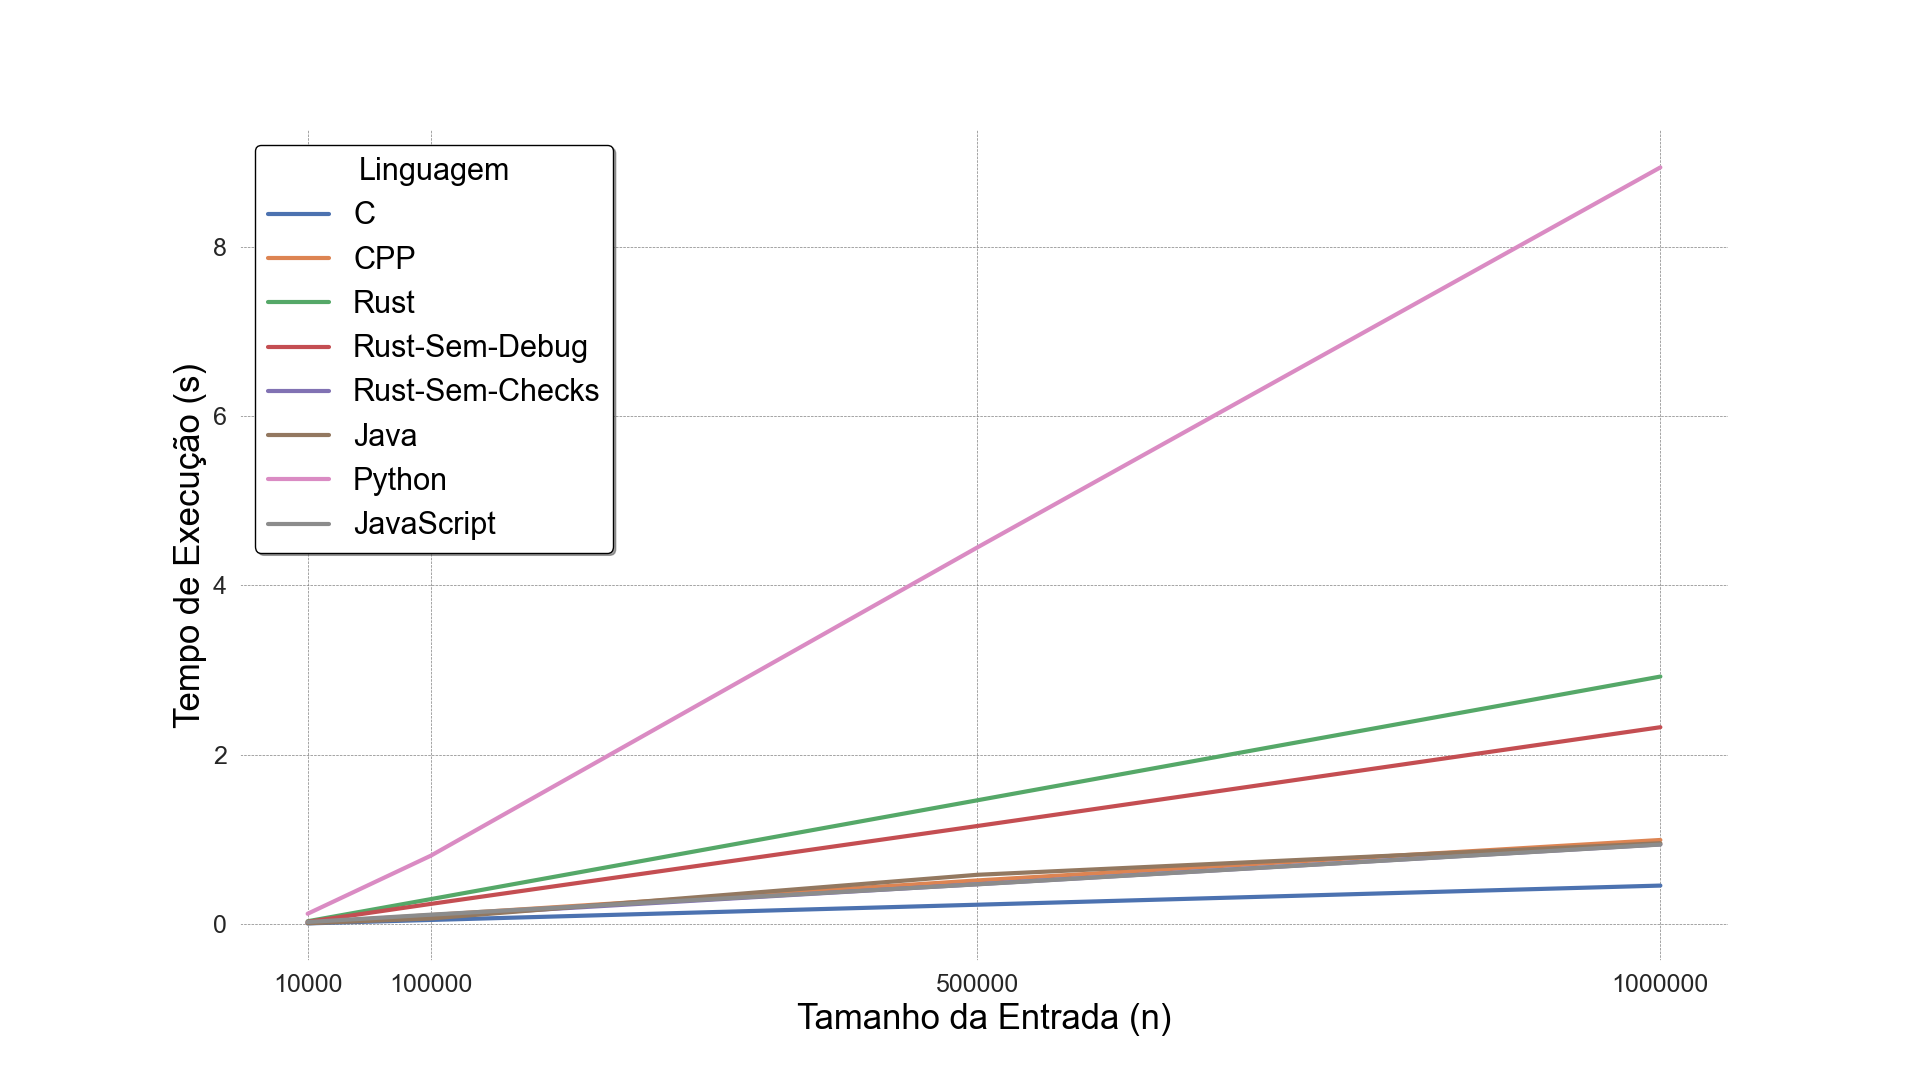 Linguagem
C
CPP
Rust
Rust-Sem-Debug
Rust-Sem-Checks
Java
Python
JavaScript
Tempo de Execução (s)
8
6
4
2
0
10000 100000 500000 1000000
Tamanho da Entrada (n)